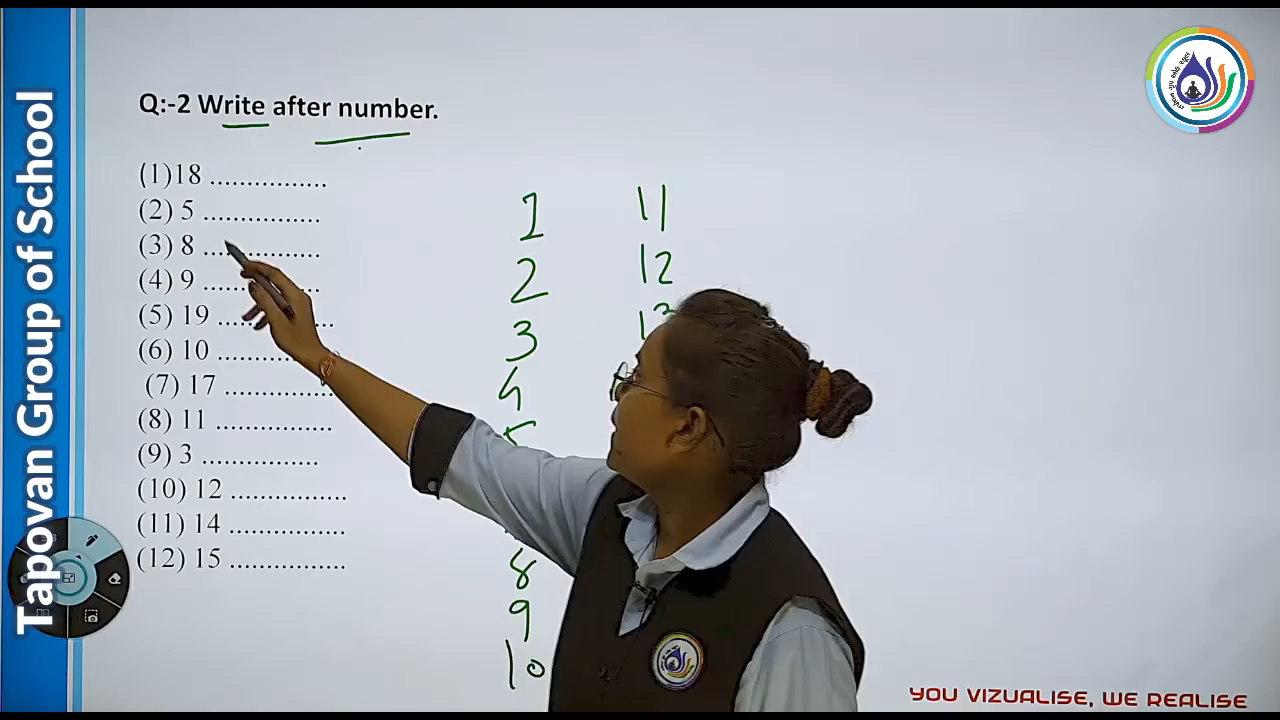 Tapovan Group of School
Q:-2 Write after number.
(1)18 ................
(2) 5 ................
(3) 8 ................
(4) 9 ................
(5) 19 ................
(6) 10 ................
(7) 17 ...............
(8) 11 ................
(9) 3 ................
(10) 12 ................
(11) 14 ................
(12) 15 ................
1
2
3
4
5
8
9
10
11
12
13
YOU VIZUALISE, WE REALISE